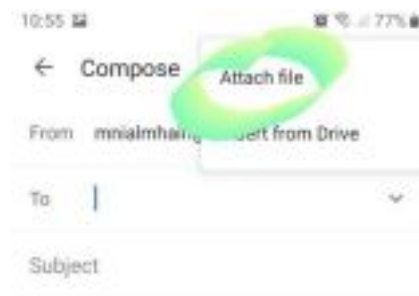 10:55 77%
Compose
Attach file
From
from Drive
To
Subject